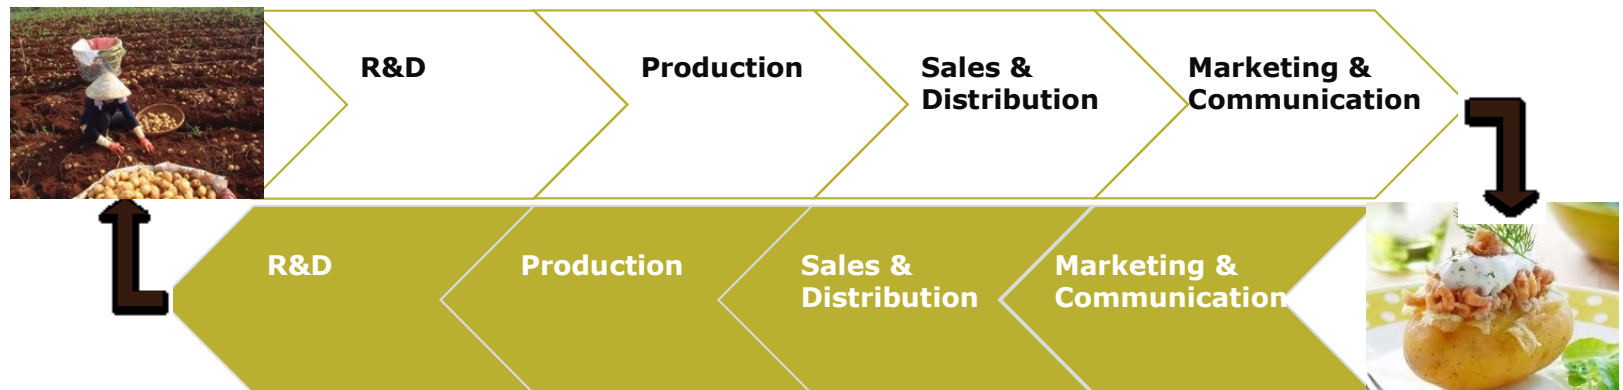 R&D
Production
Sales &
Distribution
Marketing &
Communication
R&D
Production
Sales &
Distribution
Marketing &
Communication